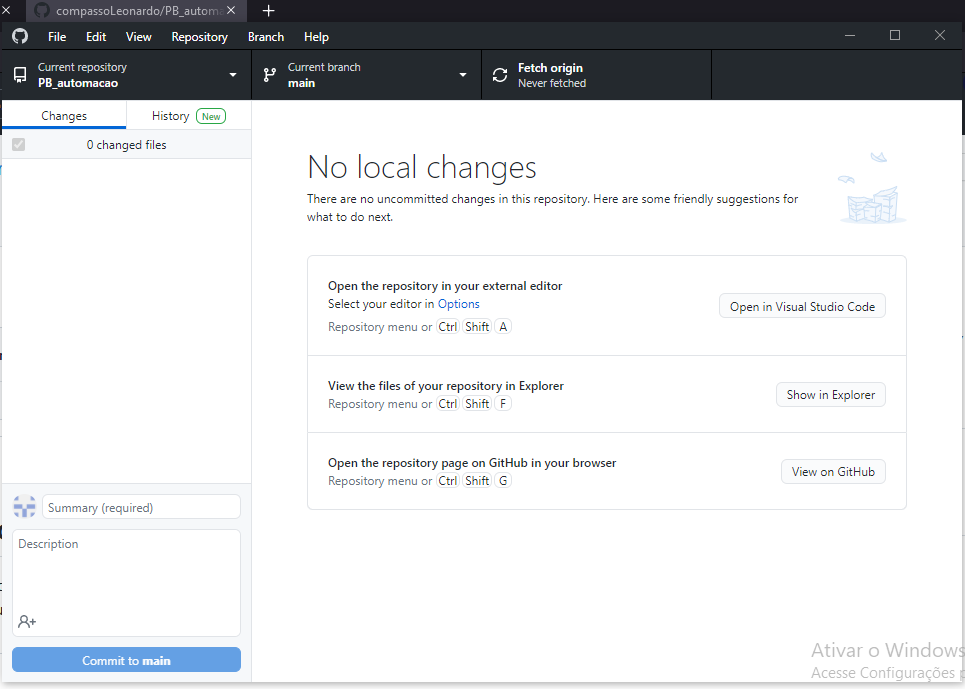 compassoLeonardo/PB_automa
File Edit View Repository Branch Help
Current repository
PB_automacao
Current branch
main
Fetch origin
Never fetched
Changes
History New
0 changed files
No local changes
There are no uncommitted changes in this repository. Here are some friendly suggestions for
what to do next.
Open the repository in your external editor
Select your editor in Options
Repository menu or Ctrl Shift A
Open in Visual Studio Code
View the files of your repository in Explorer
Repository menu or Ctrl Shift F
Show in Explorer
Open the repository page on GitHub in your browser
Repository menu or Ctrl Shift G
View on GitHub
Summary (required)
Description
Commit to main
Ativar o Windows
Acesse Configurações